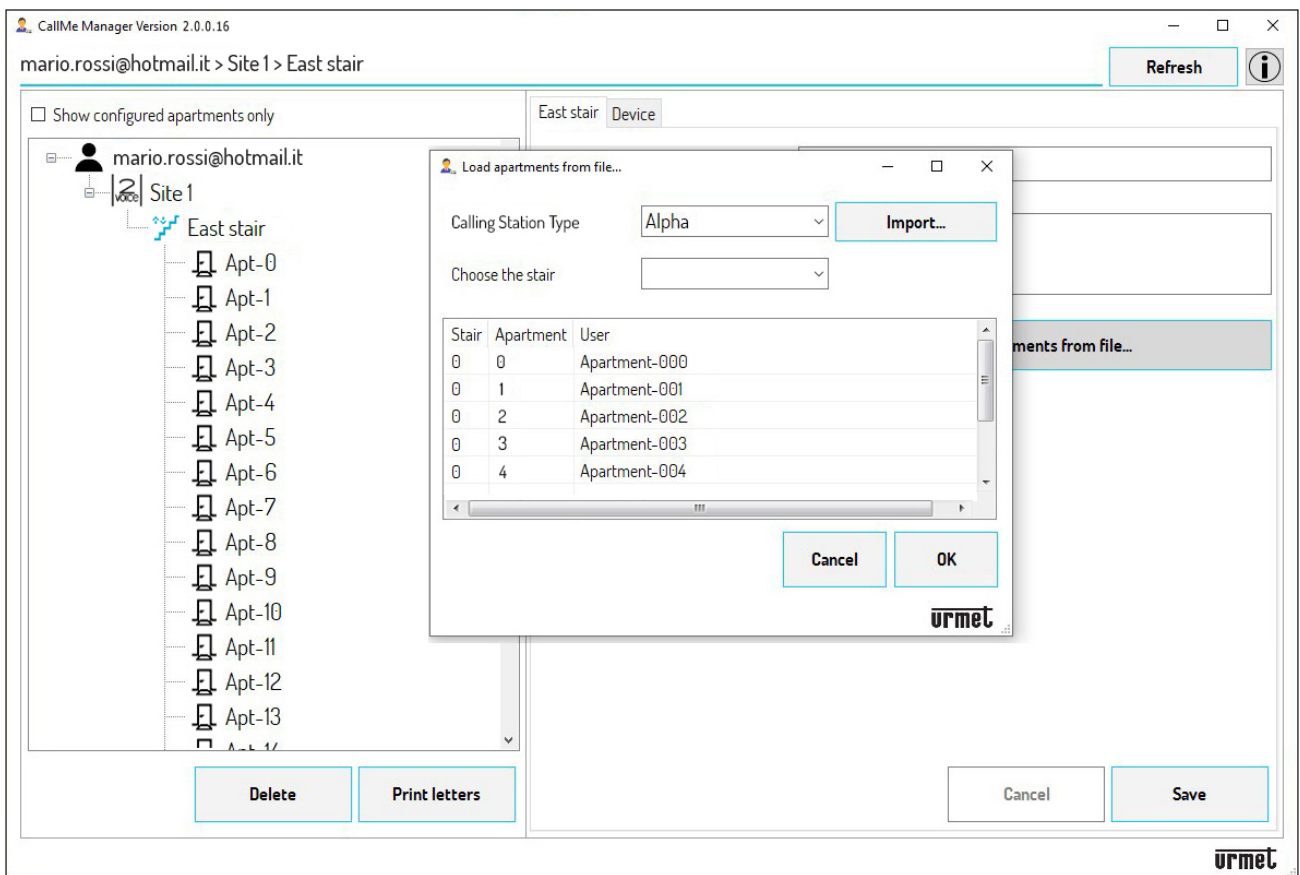 CallMe Manager Version 2.0.0.16
mario.rossi@hotmail.it > Site 1 > East stair
Refresh
Show configured apartments only
mario.rossi@hotmail.it
2 VOICE
Site 1
East stair
Apt-0
Apt-1
Apt-2
Apt-3
Apt-4
Apt-5
Apt-6
Apt-7
Apt-8
Apt-9
Apt-10
Apt-11
Apt-12
Apt-13
Delete
Print letters
East stair
Device
Load apartments from file...
Calling Station Type
Alpha
Import...
Choose the stair
Stair Apartment User
0 0 Apartment-000
0 1 Apartment-001
0 2 Apartment-002
0 3 Apartment-003
0 4 Apartment-004
Cancel
OK
urmet
from file...
Cancel
Save
urmet